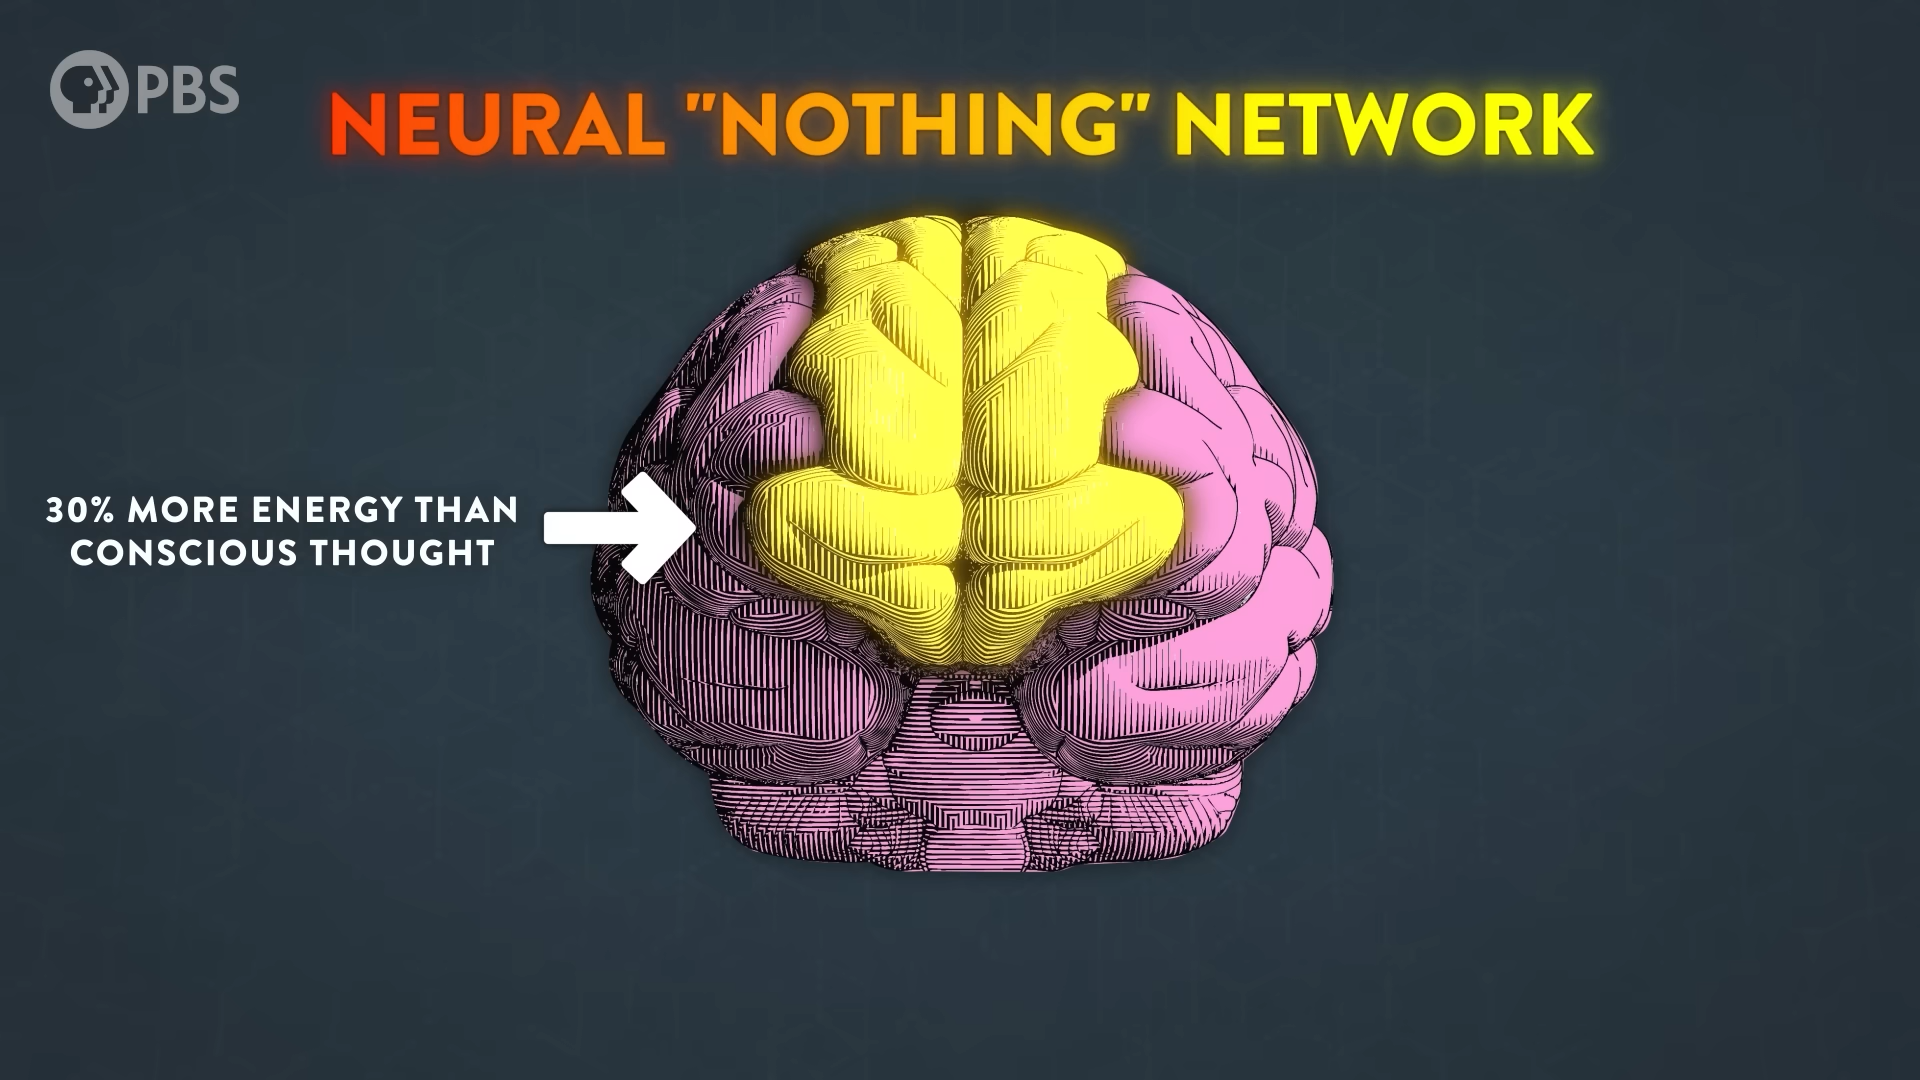 PBS
NEURAL "NOTHING" NETWORK
30% MORE ENERGY THAN
CONSCIOUS THOUGHT